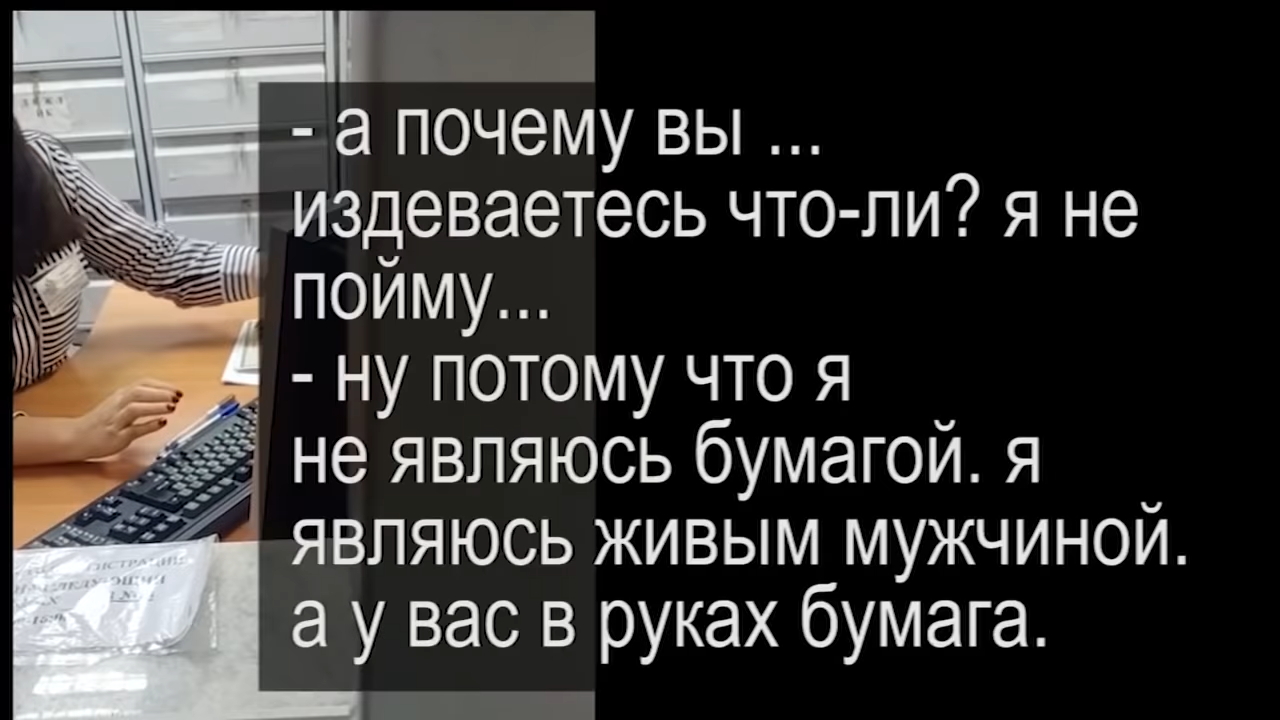 - а почему вы ...
издеваетесь что-ли? я не
пойму...
- ну потому что я
не являюсь бумагой. я
являюсь живым мужчиной.
а у вас в руках бумага.